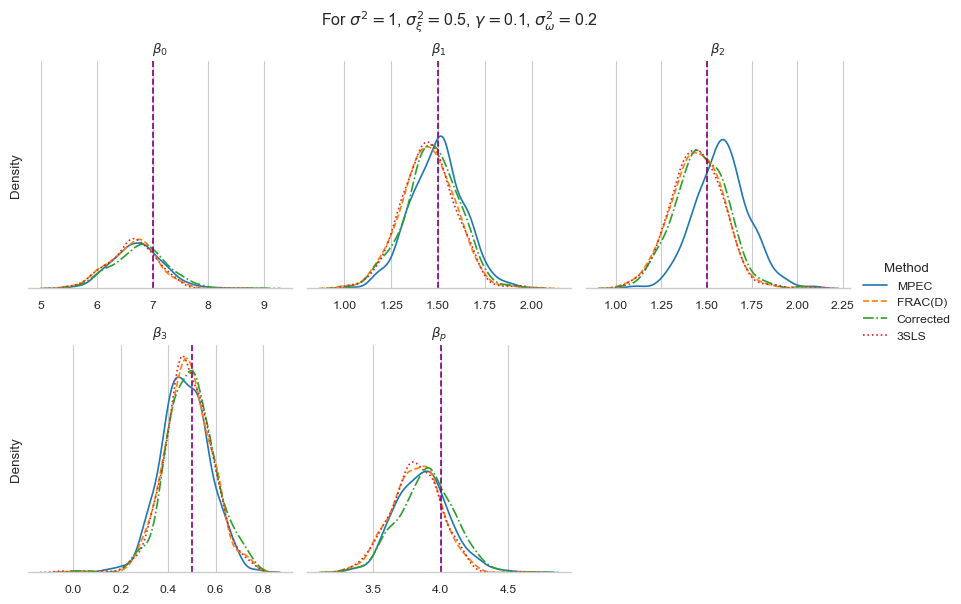 For σ² = 1, σ²_ξ = 0.5, γ = 0.1, σ²_ω = 0.2
β₀
β₁
β₂
Density
5 6 7 8 9
1.00 1.25 1.50 1.75 2.00
1.00 1.25 1.50 1.75 2.00 2.25
Method
MPEC
FRAC(D)
Corrected
3SLS
β₃
βₚ
Density
0.0 0.2 0.4 0.6 0.8
3.5 4.0 4.5